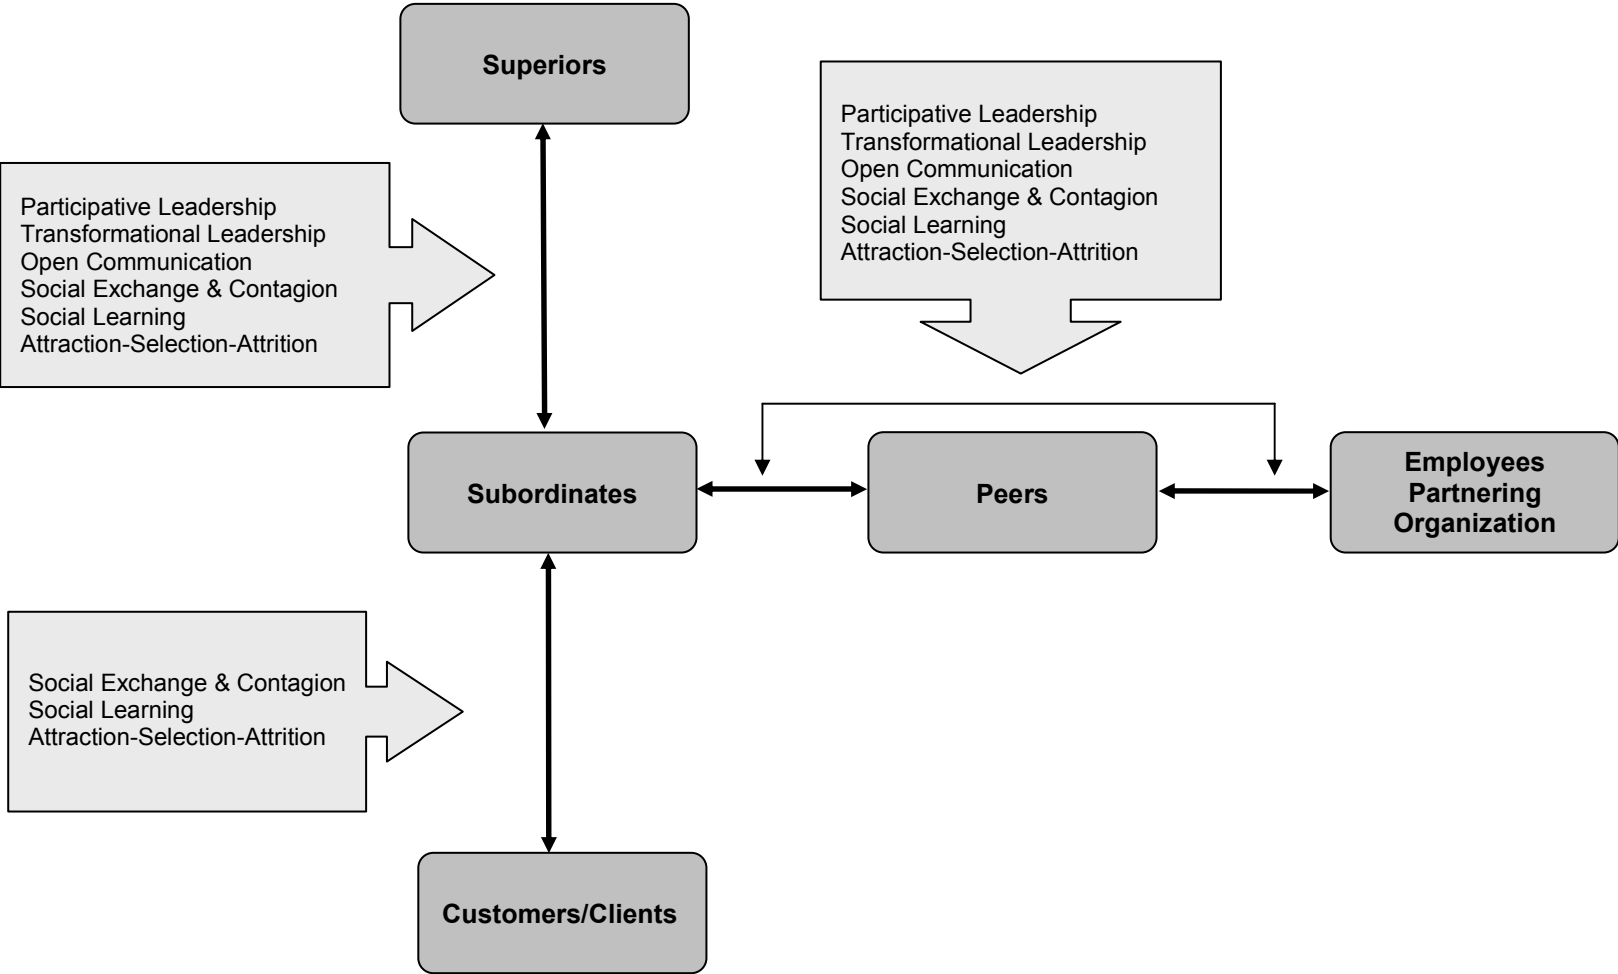 Superiors
Participative Leadership
Transformational Leadership
Open Communication
Social Exchange & Contagion
Social Learning
Attraction-Selection-Attrition
Participative Leadership
Transformational Leadership
Open Communication
Social Exchange & Contagion
Social Learning
Attraction-Selection-Attrition
Subordinates
Peers
Employees
Partnering
Organization
Social Exchange & Contagion
Social Learning
Attraction-Selection-Attrition
Customers/Clients